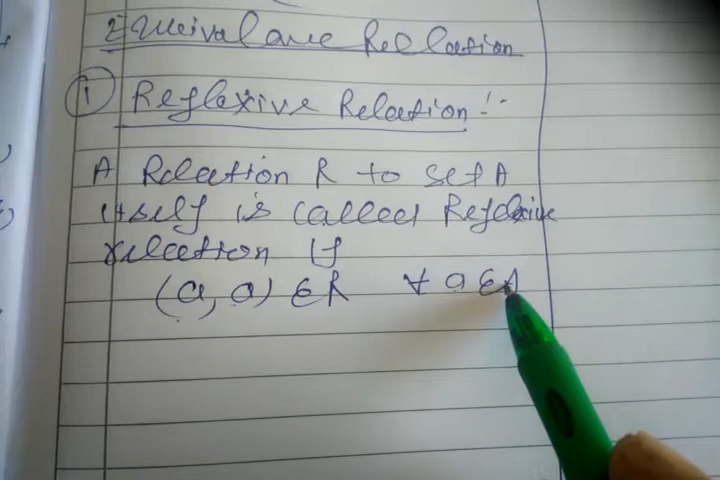 Equivalance Relation
① Reflexive Relation :-
A Relation R to set A
itself is called Reflexive
relation if
(a, a) ∈ R ∀ a ∈ A